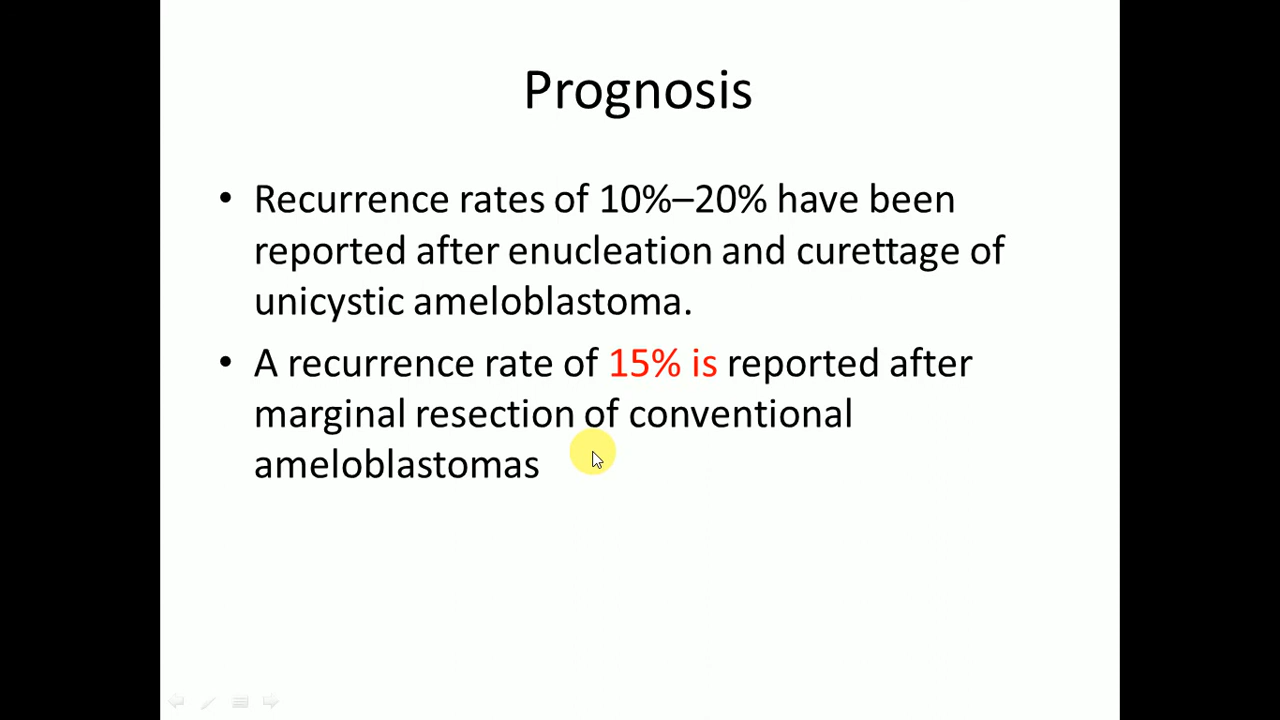 Prognosis
• Recurrence rates of 10%–20% have been
reported after enucleation and curettage of
unicystic ameloblastoma.
• A recurrence rate of 15% is reported after
marginal resection of conventional
ameloblastomas